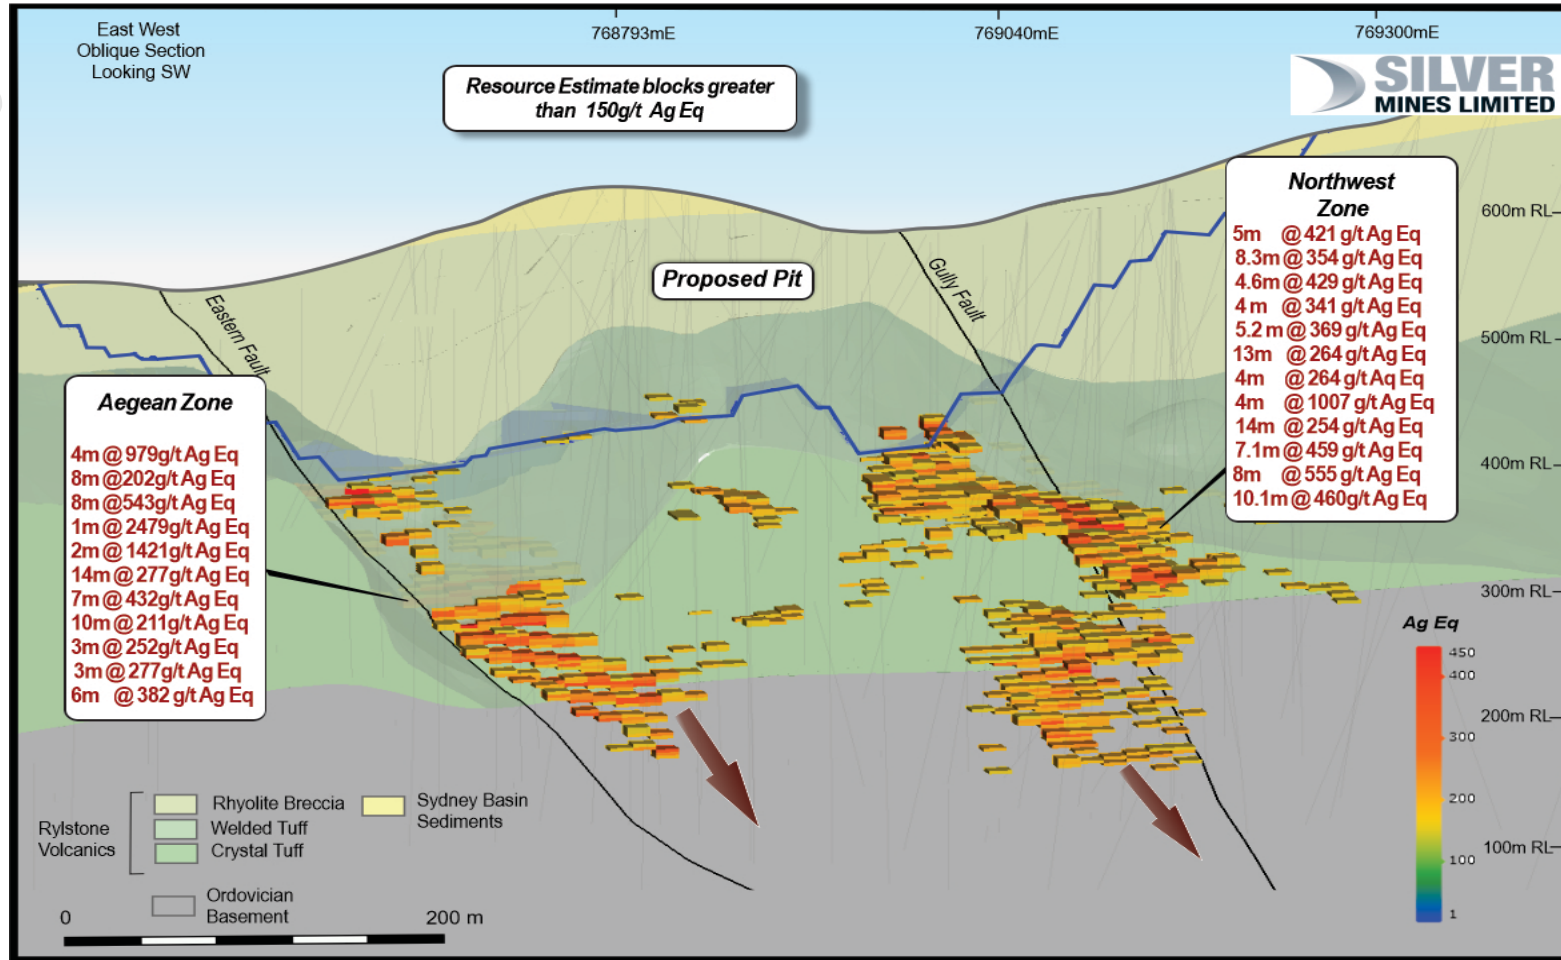 East West
Oblique Section
Looking SW
768793mE
769040mE
769300mE
Resource Estimate blocks greater
than 150g/t Ag Eq
SILVER
MINES LIMITED
Northwest
Zone
5m @ 421 g/t Ag Eq
8.3m @ 354 g/t Ag Eq
4.6m @ 429 g/t Ag Eq
4 m @ 341 g/t Ag Eq
5.2 m @ 369 g/t Ag Eq
13m @ 264 g/t Ag Eq
4m @ 264 g/t Aq Eq
4m @ 1007 g/t Ag Eq
14m @ 254 g/t Ag Eq
7.1m @ 459 g/t Ag Eq
8m @ 555 g/t Ag Eq
10.1m @ 460g/t Ag Eq
600m RL
500m RL
400m RL
300m RL
200m RL
100m RL
Proposed Pit
Gully Fault
Eastern Fault
Aegean Zone
4m @ 979g/t Ag Eq
8m @202g/t Ag Eq
8m @543g/t Ag Eq
1m @ 2479g/t Ag Eq
2m @ 1421g/t Ag Eq
14m @ 277g/t Ag Eq
7m @ 432g/t Ag Eq
10m @ 211g/t Ag Eq
3m @ 252g/t Ag Eq
3m @ 277g/t Ag Eq
6m @ 382 g/t Ag Eq
Ag Eq
450
400
300
200
100
1
Rylstone
Volcanics
Rhyolite Breccia
Welded Tuff
Crystal Tuff
Sydney Basin
Sediments
Ordovician
Basement
0
200 m